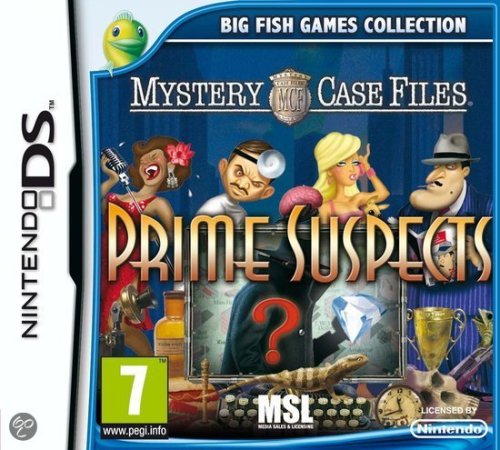 BIG FISH GAMES COLLECTION
NINTENDO DS™
MYSTERY MCF CASE FILES®
PRIME SUSPECTS
?
7
www.pegi.info
MSL
MEDIA SALES & LICENSING
LICENSED BY
Nintendo